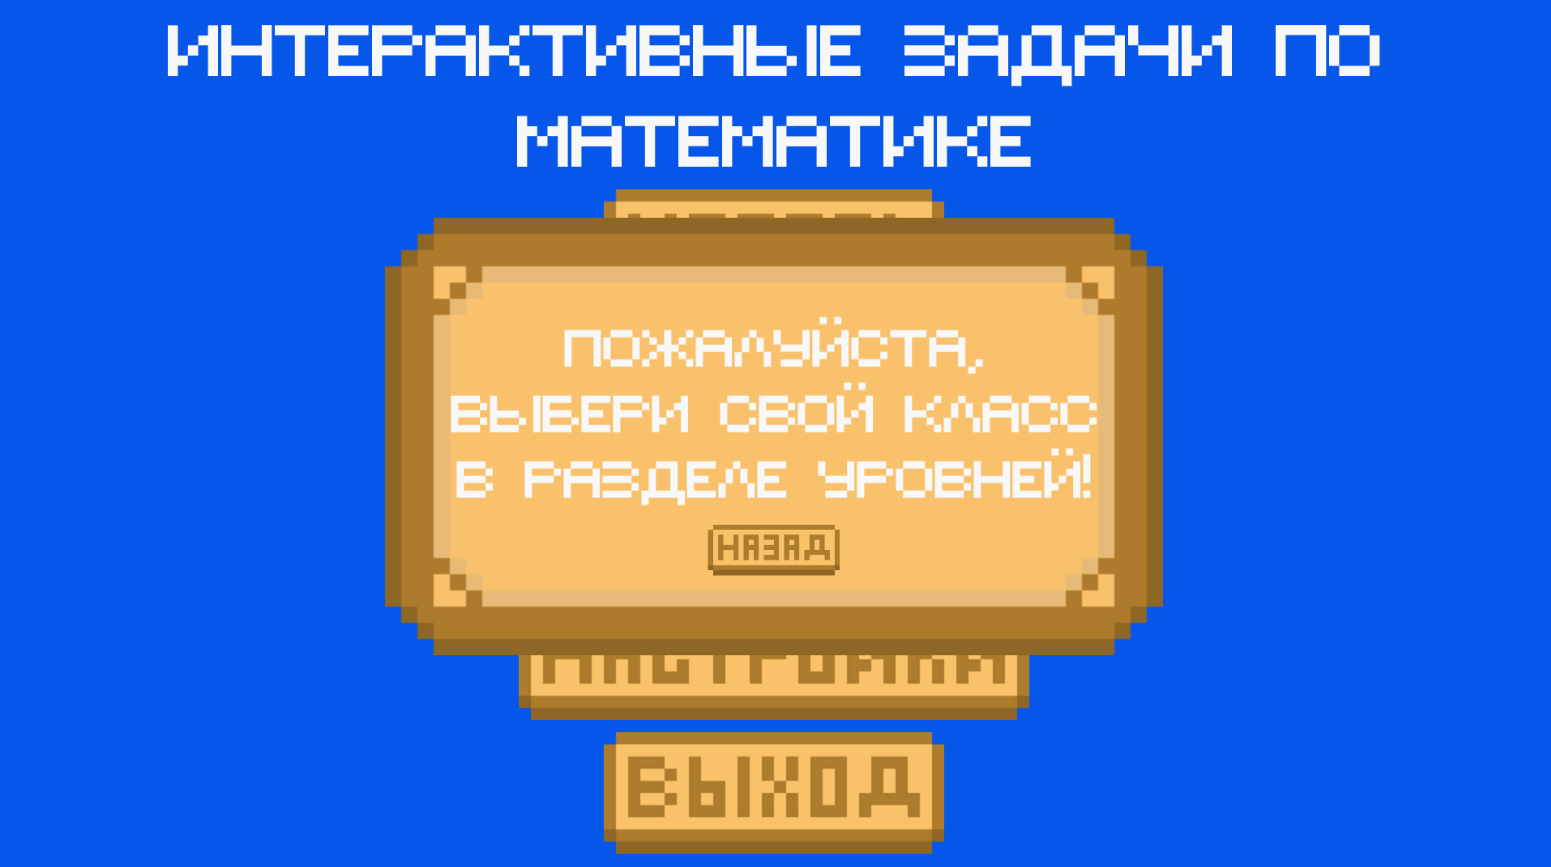 ИНТЕРАКТИВНЫЕ ЗАДАЧИ ПО
МАТЕМАТИКЕ
ПОЖАЛУЙСТА,
ВЫБЕРИ СВОЙ КЛАСС
В РАЗДЕЛЕ УРОВНЕЙ!
НАЗАД
ВЫХОД